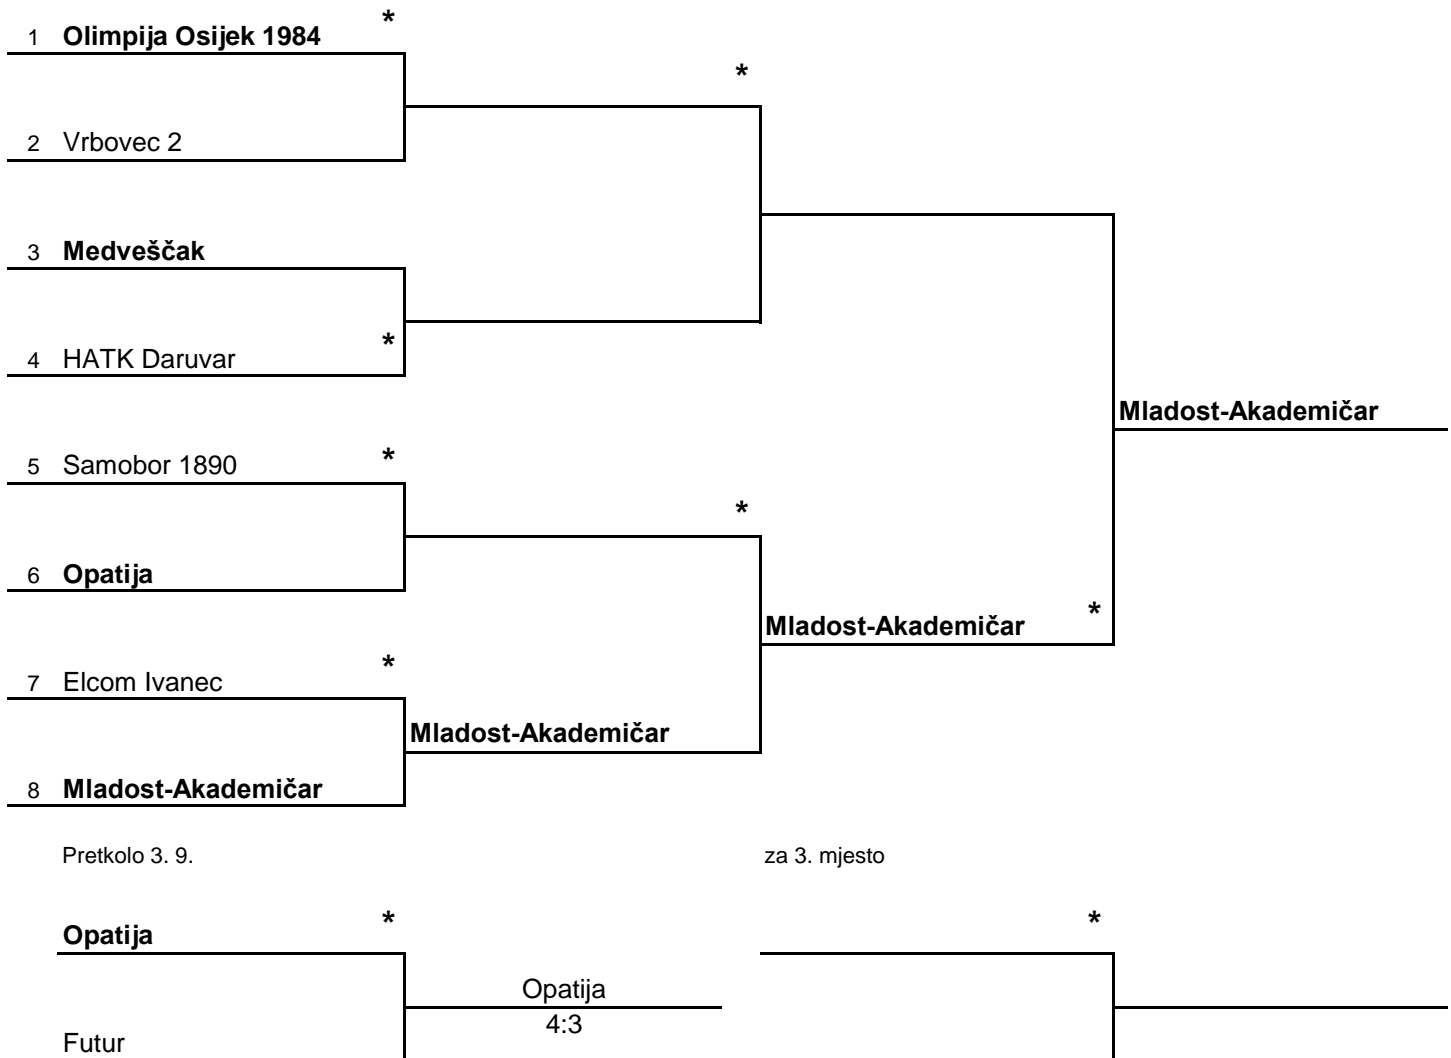 *
1 Olimpija Osijek 1984
*
2 Vrbovec 2
3 Medveščak
*
4 HATK Daruvar
Mladost-Akademičar
*
5 Samobor 1890
*
6 Opatija
*
Mladost-Akademičar
*
7 Elcom Ivanec
Mladost-Akademičar
8 Mladost-Akademičar
Pretkolo 3. 9.
za 3. mjesto
*
*
Opatija
Opatija
4:3
Futur